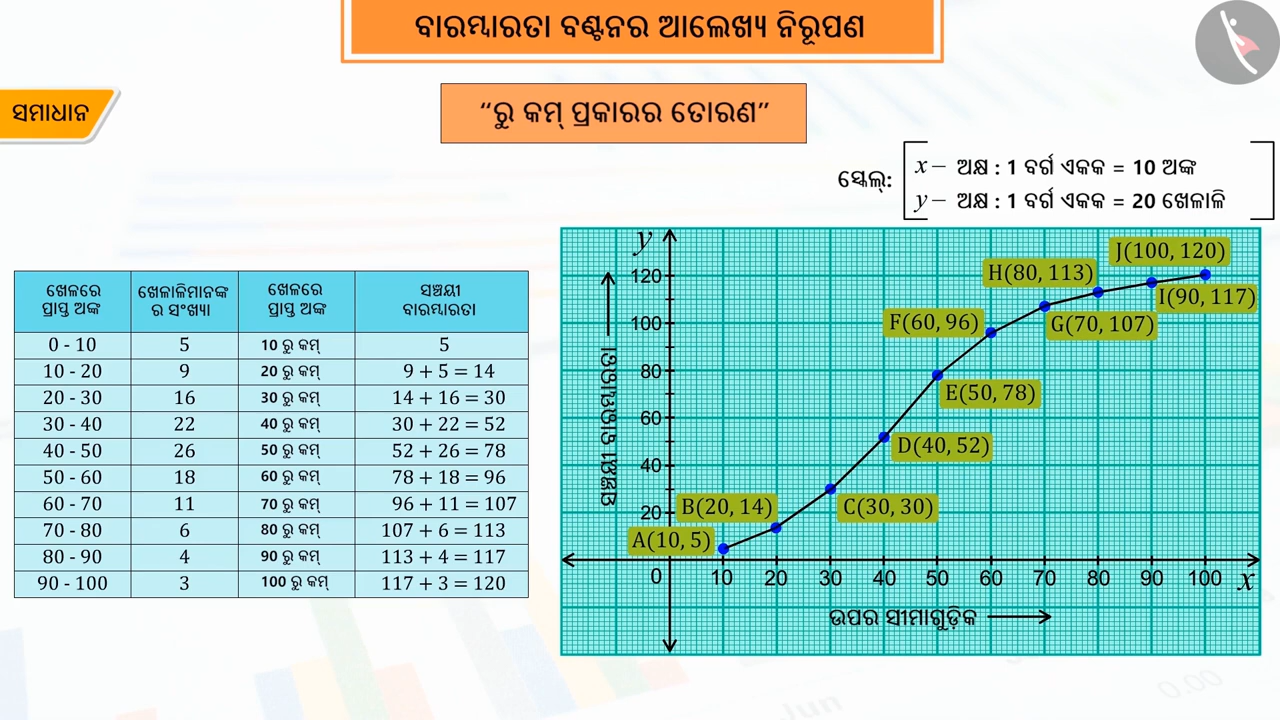 ବାରମ୍ବାରତା ବଣ୍ଟନର ଆଲେଖ୍ୟ ନିରୂପଣ
ସମାଧାନ
“ରୁ କମ୍ ପ୍ରକାରର ତୋରଣ”
ସ୍କେଲ୍:
x – ଅକ୍ଷ : 1 ବର୍ଗ ଏକକ = 10 ଅଙ୍କ
y – ଅକ୍ଷ : 1 ବର୍ଗ ଏକକ = 20 ଖେଳାଳି
ଖେଳରେ ପ୍ରାପ୍ତ ଅଙ୍କ ଖେଳାଳିମାନଙ୍କର ସଂଖ୍ୟା ଖେଳରେ ପ୍ରାପ୍ତ ଅଙ୍କ ସଞ୍ଚୟୀ ବାରମ୍ବାରତା
0 - 10 5 10 ରୁ କମ୍ 5
10 - 20 9 20 ରୁ କମ୍ 9 + 5 = 14
20 - 30 16 30 ରୁ କମ୍ 14 + 16 = 30
30 - 40 22 40 ରୁ କମ୍ 30 + 22 = 52
40 - 50 26 50 ରୁ କମ୍ 52 + 26 = 78
50 - 60 18 60 ରୁ କମ୍ 78 + 18 = 96
60 - 70 11 70 ରୁ କମ୍ 96 + 11 = 107
70 - 80 6 80 ରୁ କମ୍ 107 + 6 = 113
80 - 90 4 90 ରୁ କମ୍ 113 + 4 = 117
90 - 100 3 100 ରୁ କମ୍ 117 + 3 = 120
y
ସଞ୍ଚୟୀ ବାରମ୍ବାରତା
120
100
80
60
40
20
J(100, 120)
H(80, 113)
I(90, 117)
F(60, 96)
G(70, 107)
E(50, 78)
D(40, 52)
B(20, 14)
C(30, 30)
A(10, 5)
0 10 20 30 40 50 60 70 80 90 100 x
ଉପର ସୀମାଗୁଡ଼ିକ
Jun
0.00